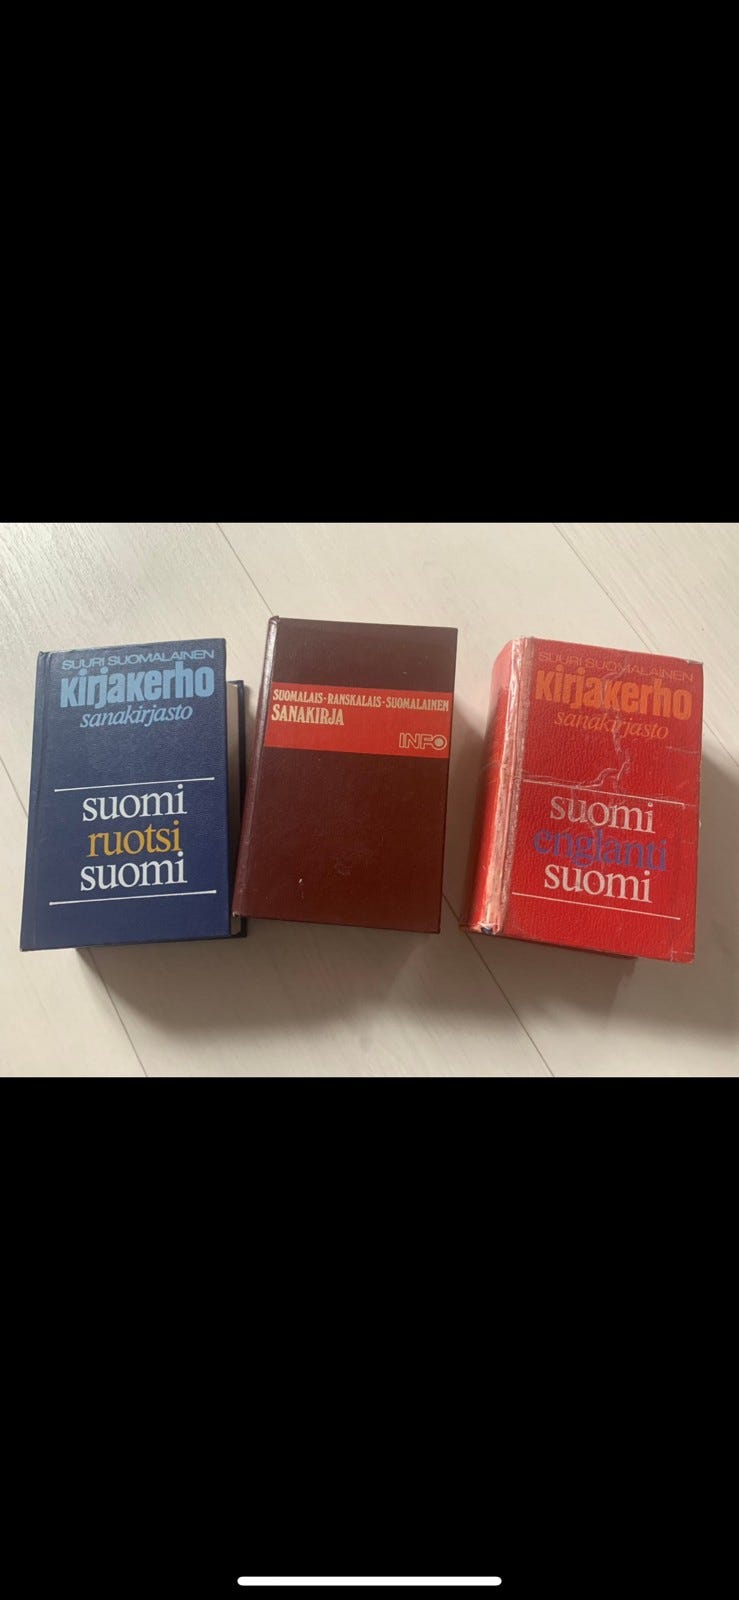 SUURI SUOMALAINEN
kirjakerho
sanakirjasto
suomi
ruotsi
suomi
SUOMALAIS-RANSKALAIS-SUOMALAINEN
SANAKIRJA
INFO
SUURI SUOMALAINEN
kirjakerho
sanakirjasto
suomi
englanti
suomi